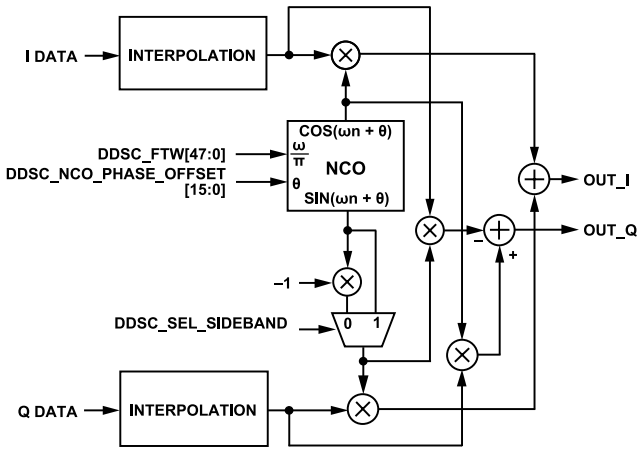 I DATA
INTERPOLATION
COS(ωn + θ)
DDSC_FTW[47:0]
ω
π
NCO
DDSC_NCO_PHASE_OFFSET
[15:0]
θ
SIN(ωn + θ)
OUT_I
OUT_Q
–
+
–1
0 1
DDSC_SEL_SIDEBAND
Q DATA
INTERPOLATION